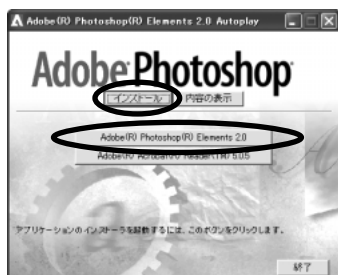 Adobe(R) Photoshop(R) Elements 2.0 Autoplay
Adobe Photoshop
インストール 内容の表示
Adobe(R) Photoshop(R) Elements 2.0
Adobe(R) Acrobat(R) Reader(TM) 5.0.5
アプリケーションのインストーラを起動するには、このボタンをクリックします。
終了